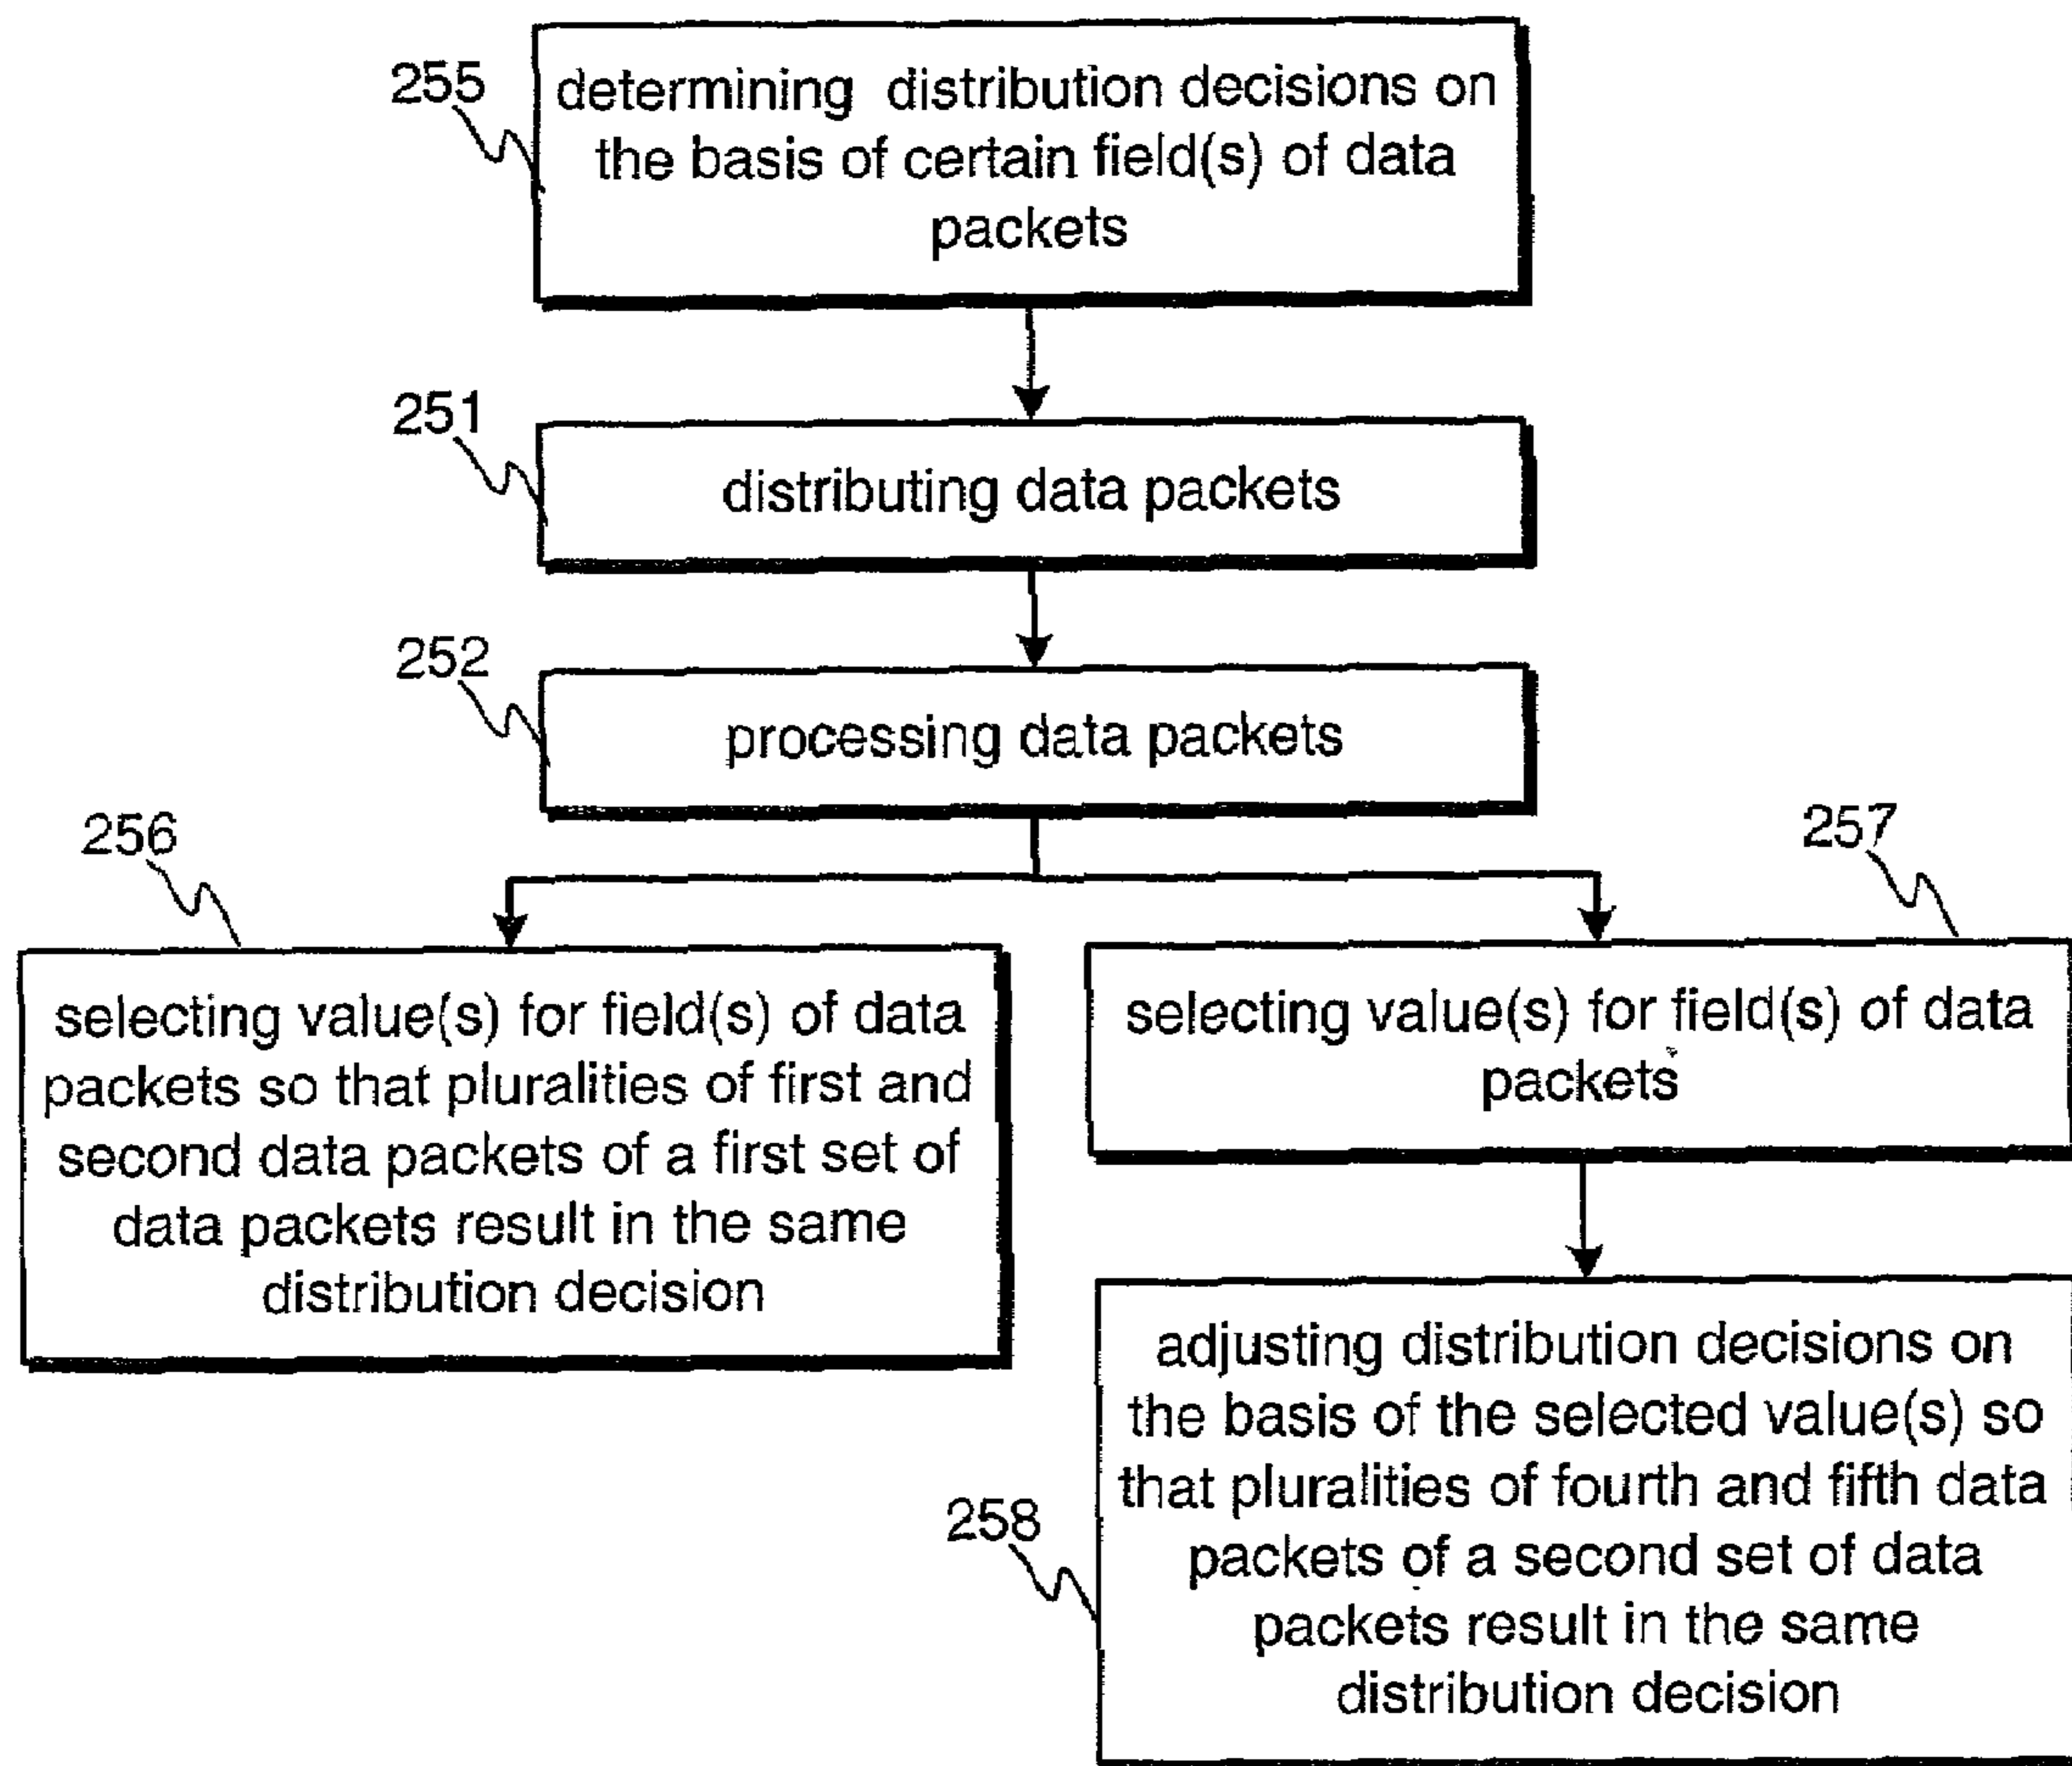 255
determining distribution decisions on
the basis of certain field(s) of data
packets
251
distributing data packets
252
processing data packets
256
257
selecting value(s) for field(s) of data
packets so that pluralities of first and
second data packets of a first set of
data packets result in the same
distribution decision
selecting value(s) for field(s) of data
packets
258
adjusting distribution decisions on
the basis of the selected value(s) so
that pluralities of fourth and fifth data
packets of a second set of data
packets result in the same
distribution decision